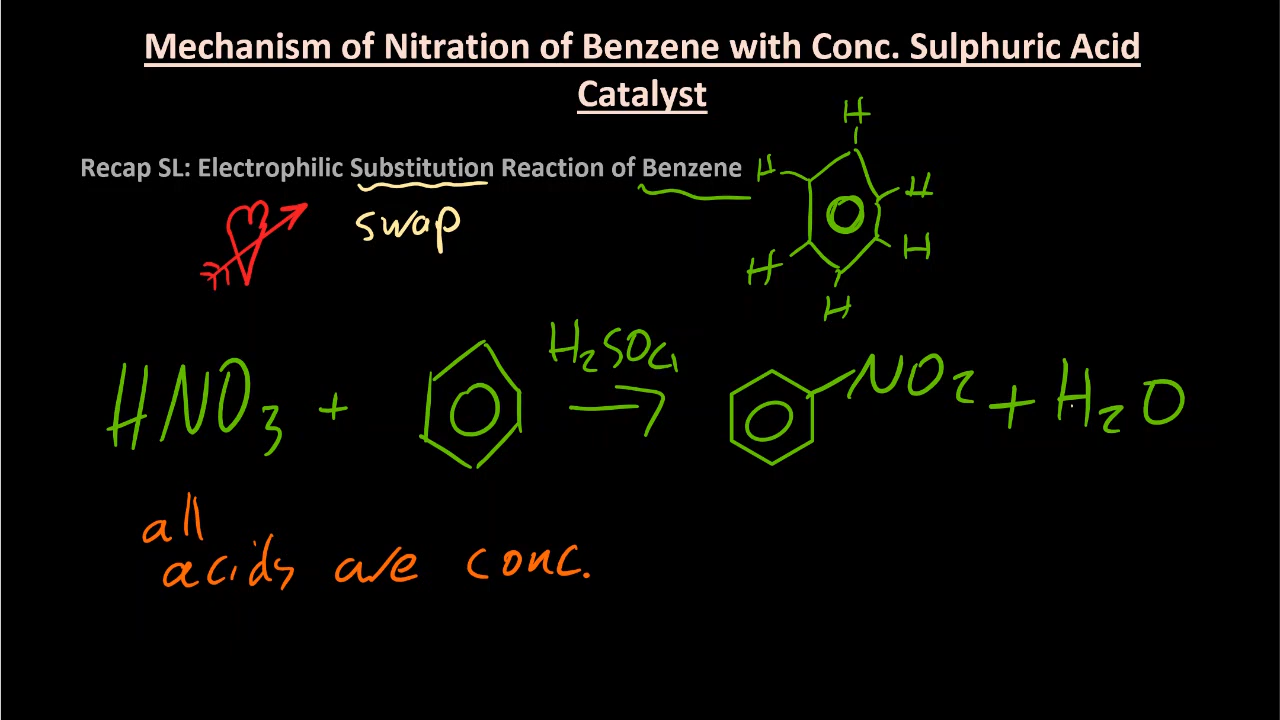 Mechanism of Nitration of Benzene with Conc. Sulphuric Acid
Catalyst
Recap SL: Electrophilic Substitution Reaction of Benzene
swap
H
H
H
H
H
H
HNO3 + H2SO4 NO2 + H2O
all
acids are conc.